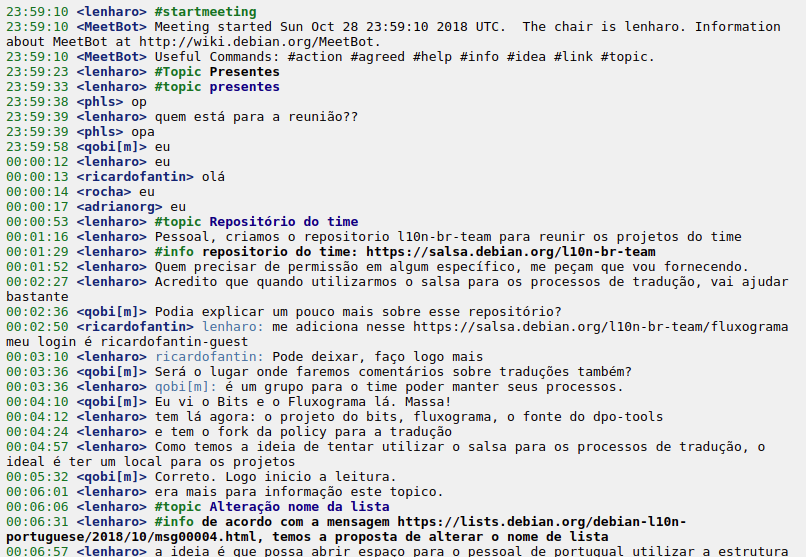 23:59:10 <lenharo> #startmeeting
23:59:10 <MeetBot> Meeting started Sun Oct 28 23:59:10 2018 UTC.  The chair is lenharo. Information
about MeetBot at http://wiki.debian.org/MeetBot.
23:59:10 <MeetBot> Useful Commands: #action #agreed #help #info #idea #link #topic.
23:59:23 <lenharo> #Topic Presentes
23:59:33 <lenharo> #topic presentes
23:59:38 <phls> op
23:59:39 <lenharo> quem está para a reunião??
23:59:39 <phls> opa
23:59:58 <qobi[m]> eu
00:00:12 <lenharo> eu
00:00:13 <ricardofantin> olá
00:00:14 <rocha> eu
00:00:17 <adrianorg> eu
00:00:53 <lenharo> #topic Repositório do time
00:01:16 <lenharo> Pessoal, criamos o repositorio l10n-br-team para reunir os projetos do time
00:01:29 <lenharo> #info repositorio do time: https://salsa.debian.org/l10n-br-team
00:01:52 <lenharo> Quem precisar de permissão em algum específico, me peçam que vou fornecendo.
00:02:27 <lenharo> Acredito que quando utilizarmos o salsa para os processos de tradução, vai ajudar
bastante
00:02:36 <qobi[m]> Podia explicar um pouco mais sobre esse repositório?
00:02:50 <ricardofantin> lenharo: me adiciona nesse https://salsa.debian.org/l10n-br-team/fluxograma
meu login é ricardofantin-guest
00:03:10 <lenharo> ricardofantin: Pode deixar, faço logo mais
00:03:36 <qobi[m]> Será o lugar onde faremos comentários sobre traduções também?
00:03:36 <lenharo> qobi[m]: é um grupo para o time poder manter seus processos.
00:04:10 <qobi[m]> Eu vi o Bits e o Fluxograma lá. Massa!
00:04:12 <lenharo> tem lá agora: o projeto do bits, fluxograma, o fonte do dpo-tools
00:04:24 <lenharo> e tem o fork da policy para a tradução
00:04:57 <lenharo> Como temos a ideia de tentar utilizar o salsa para os processos de tradução, o
ideal é ter um local para os projetos
00:05:32 <qobi[m]> Correto. Logo inicio a leitura.
00:06:01 <lenharo> era mais para informação este topico.
00:06:06 <lenharo> #topic Alteração nome da lista
00:06:31 <lenharo> #info de acordo com a mensagem https://lists.debian.org/debian-l10n-
portuguese/2018/10/msg00004.html, temos a proposta de alterar o nome de lista
00:06:57 <lenharo> a ideia é que possa abrir espaço para o pessoal de portugual utilizar a estrutura